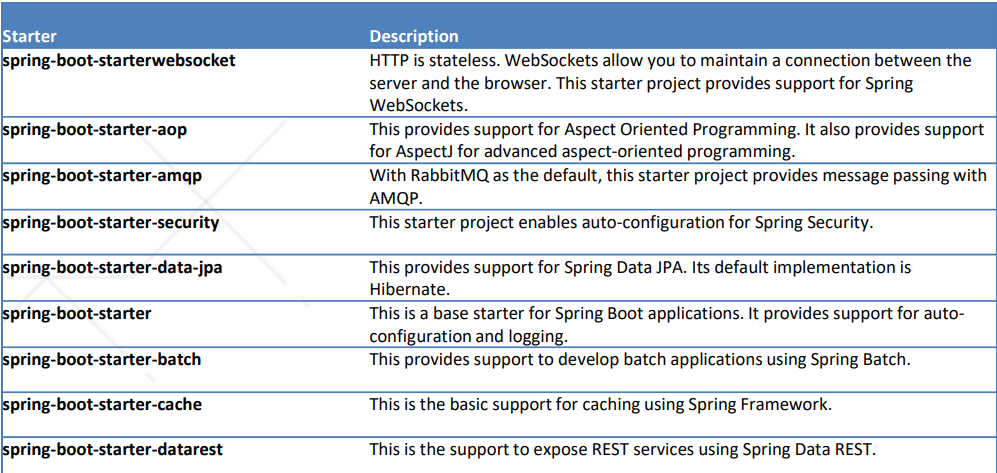 Starter Description
spring-boot-starterwebsocket HTTP is stateless. WebSockets allow you to maintain a connection between the
server and the browser. This starter project provides support for Spring
WebSockets.
spring-boot-starter-aop This provides support for Aspect Oriented Programming. It also provides support
for AspectJ for advanced aspect-oriented programming.
spring-boot-starter-amqp With RabbitMQ as the default, this starter project provides message passing with
AMQP.
spring-boot-starter-security This starter project enables auto-configuration for Spring Security.
spring-boot-starter-data-jpa This provides support for Spring Data JPA. Its default implementation is
Hibernate.
spring-boot-starter This is a base starter for Spring Boot applications. It provides support for auto-
configuration and logging.
spring-boot-starter-batch This provides support to develop batch applications using Spring Batch.
spring-boot-starter-cache This is the basic support for caching using Spring Framework.
spring-boot-starter-datarest This is the support to expose REST services using Spring Data REST.